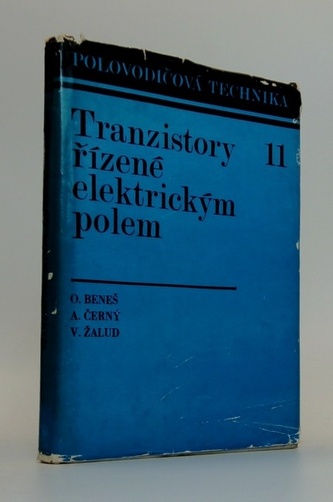 POLOVODIČOVÁ TECHNIKA
Tranzistory 11
řízené
elektrickým
polem
O. BENEŠ
A. ČERNÝ
V. ŽALUD